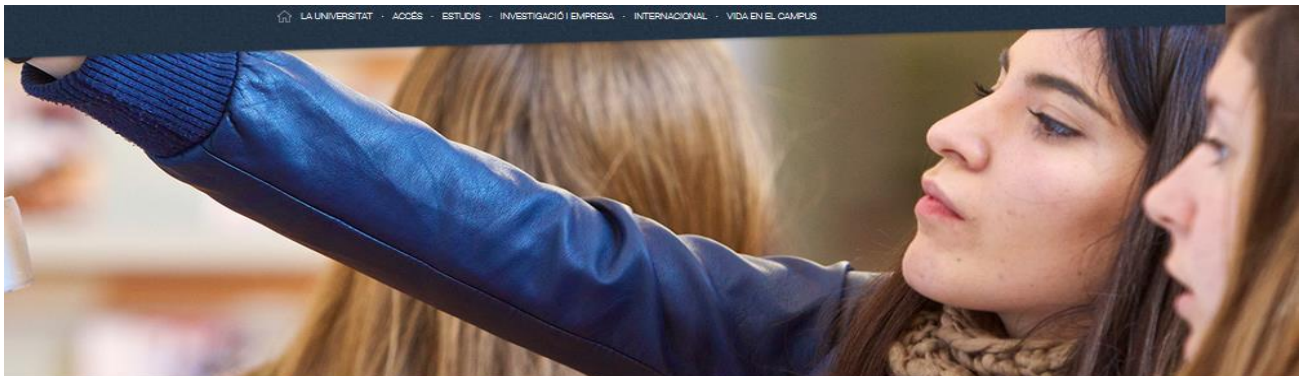 LA UNIVERSITAT · ACCÉS · ESTUDIS · INVESTIGACIÓ I EMPRESA · INTERNACIONAL · VIDA EN EL CAMPUS